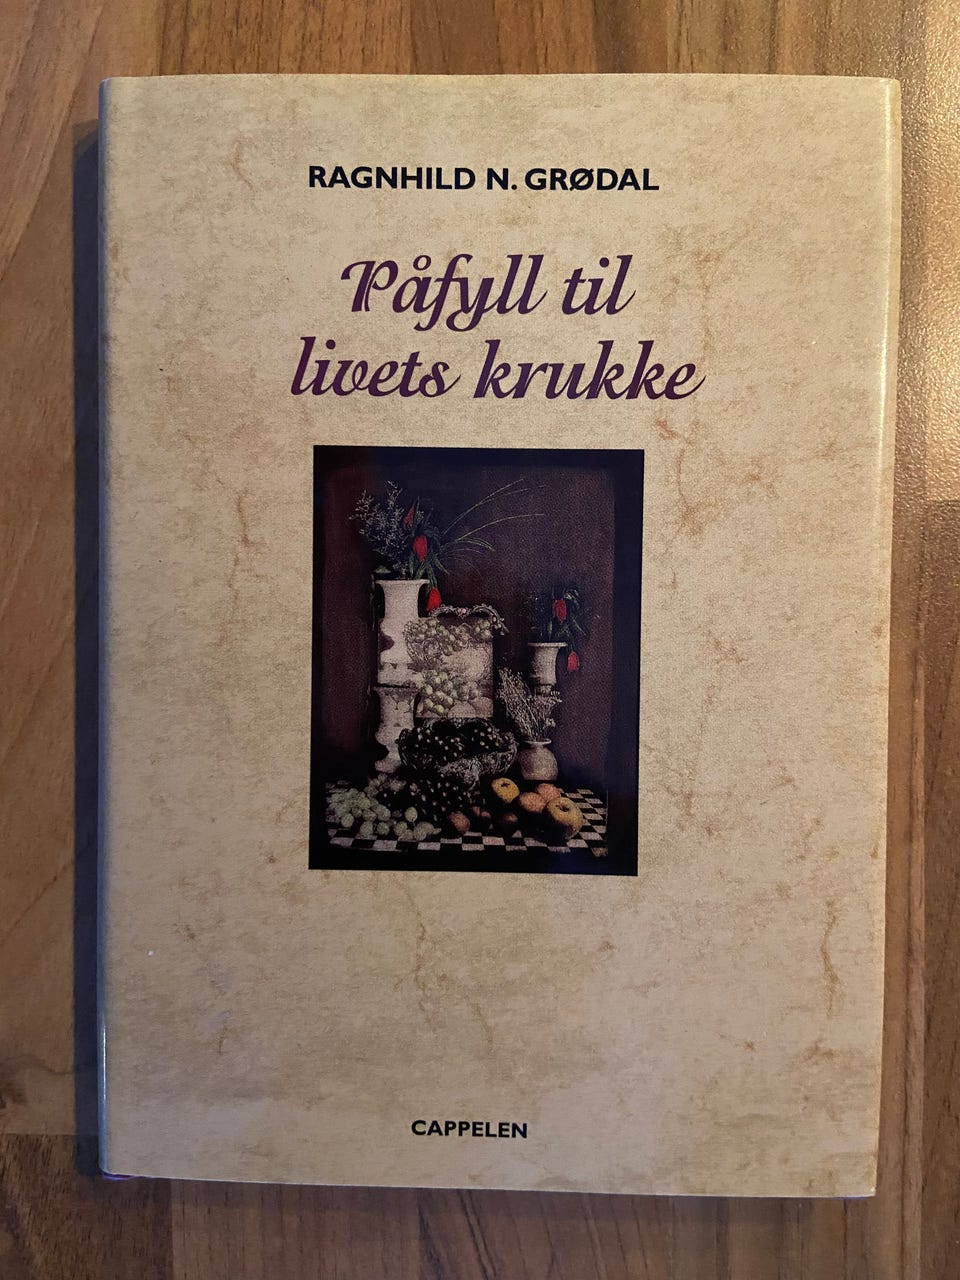 RAGNHILD N. GRØDAL
Påfyll til
livets krukke
CAPPELEN